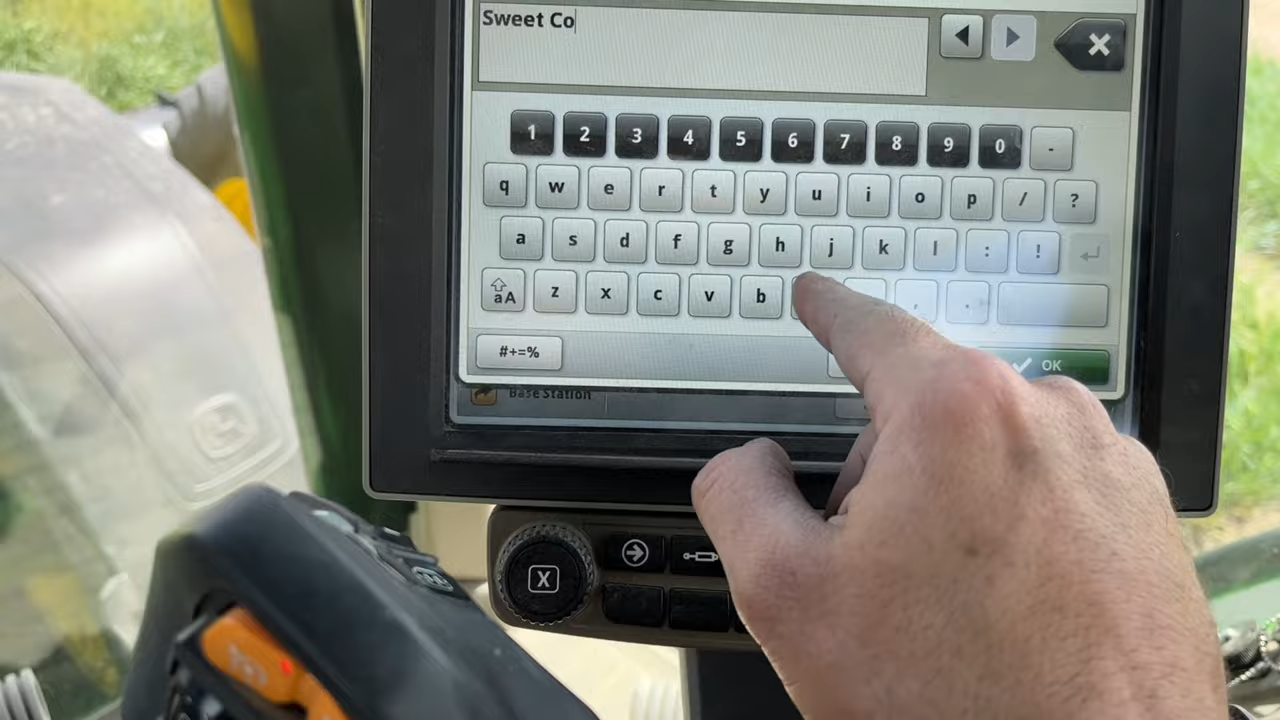 Sweet Co
1 2 3 4 5 6 7 8 9 0 -
q w e r t y u i o p / ?
a s d f g h j k l : !
aA z x c v b , .
#+=% OK
Base Station
X